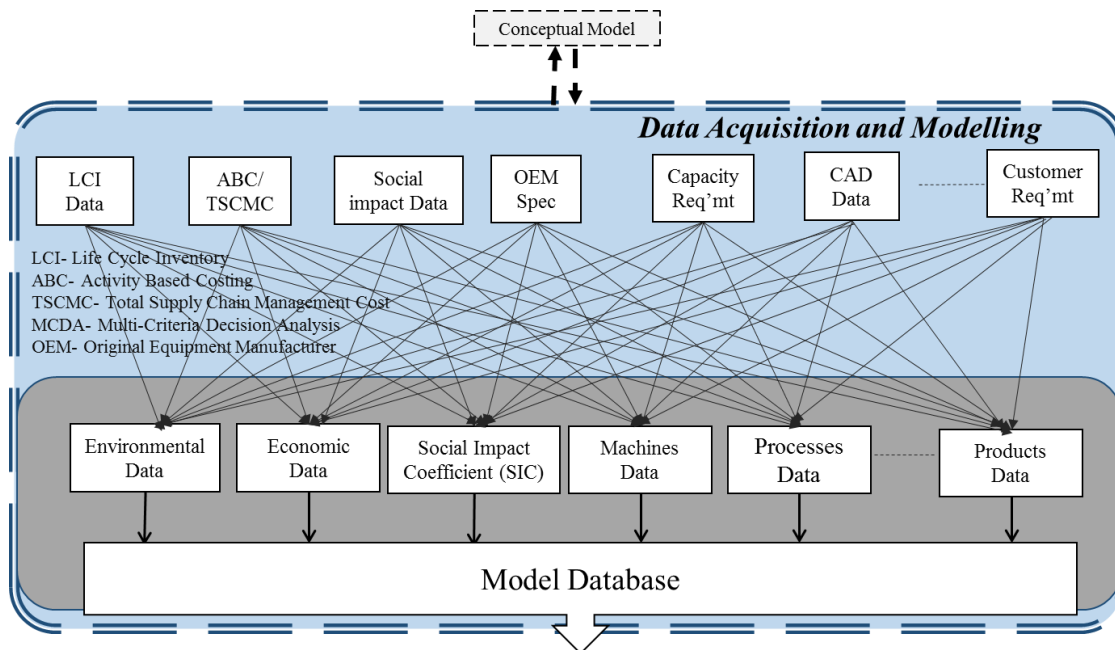 Conceptual Model
Data Acquisition and Modelling
LCI
Data
ABC/
TSCMC
Social
impact Data
OEM
Spec
Capacity
Req’mt
CAD
Data
Customer
Req’mt
LCI- Life Cycle Inventory
ABC- Activity Based Costing
TSCMC- Total Supply Chain Management Cost
MCDA- Multi-Criteria Decision Analysis
OEM- Original Equipment Manufacturer
Environmental
Data
Economic
Data
Social Impact
Coefficient (SIC)
Machines
Data
Processes
Data
Products
Data
Model Database